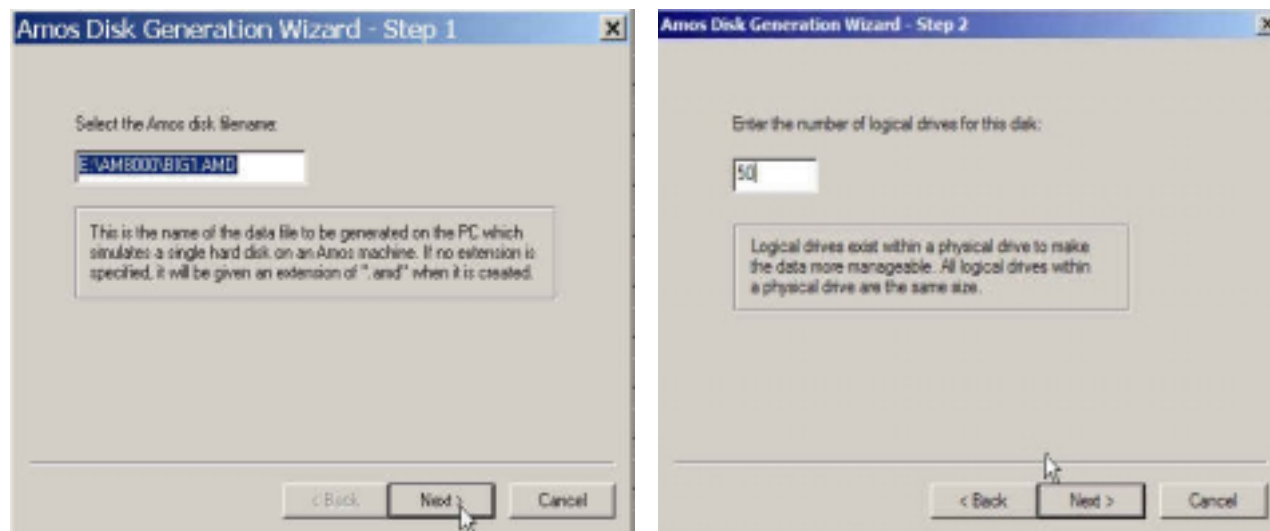 Amos Disk Generation Wizard - Step 1
Select the Amos disk filename:
E:\AM8000\BIG1.AMD
This is the name of the data file to be generated on the PC which
simulates a single hard disk on an Amos machine. If no extension is
specified, it will be given an extension of ".amd" when it is created.
< Back
Next >
Cancel
Amos Disk Generation Wizard - Step 2
Enter the number of logical drives for this disk:
50
Logical drives exist within a physical drive to make
the data more manageable. All logical drives within
a physical drive are the same size.
< Back
Next >
Cancel